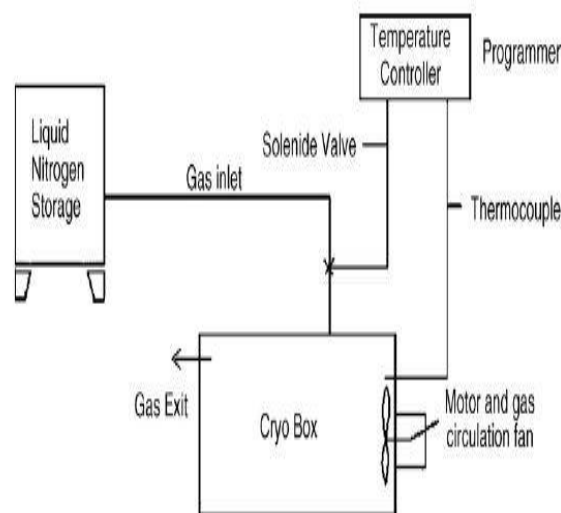 Temperature
Controller
Programmer
Liquid
Nitrogen
Storage
Solenide Valve
Gas inlet
Thermocouple
Gas Exit
Cryo Box
Motor and gas
circulation fan